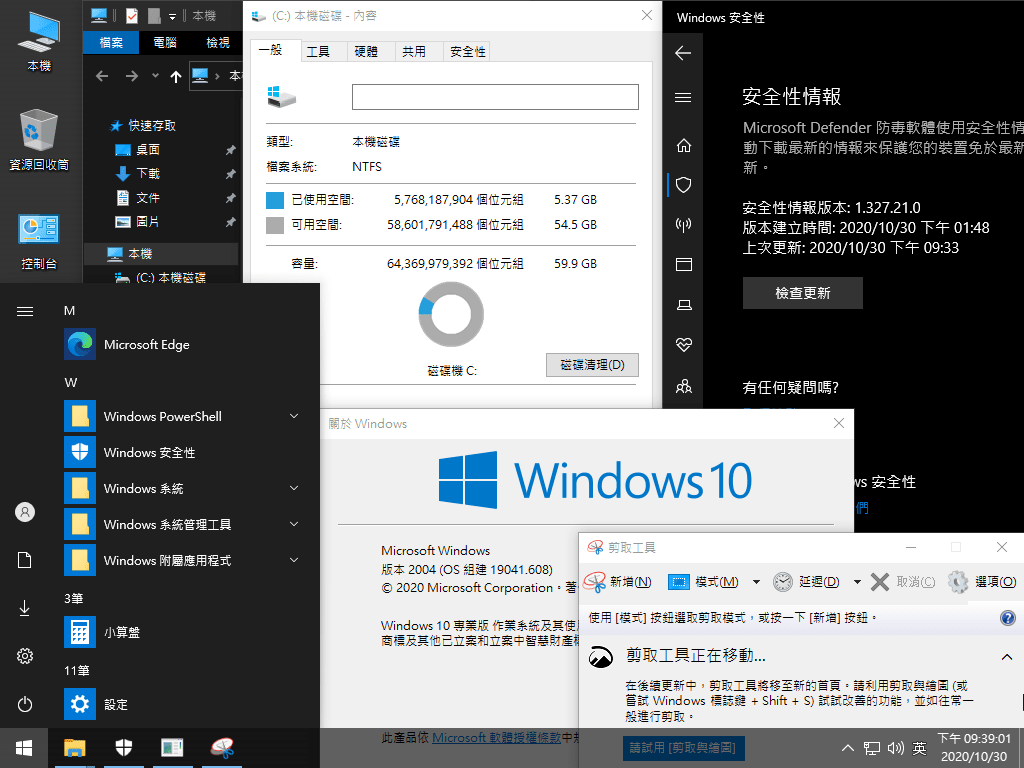 本機
資源回收筒
控制台
本機
檔案
電腦
檢視
快速存取
桌面
下載
文件
圖片
本機
(C:) 本機磁碟
(C:) 本機磁碟 - 內容
一般
工具
硬體
共用
安全性
類型:
本機磁碟
檔案系統:
NTFS
已使用空間:
5,768,187,904 個位元組
5.37 GB
可用空間:
58,601,791,488 個位元組
54.5 GB
容量:
64,369,979,392 個位元組
59.9 GB
磁碟機 C:
磁碟清理(D)
Windows 安全性
安全性情報
Microsoft Defender 防毒軟體使用安全性情
動下載最新的情報來保護您的裝置免於最新
新。
安全性情報版本: 1.327.21.0
版本建立時間: 2020/10/30 下午 01:48
上次更新: 2020/10/30 下午 09:33
檢查更新
有任何疑問嗎?
ws 安全性
們
M
Microsoft Edge
W
Windows PowerShell
Windows 安全性
Windows 系統
Windows 系統管理工具
Windows 附屬應用程式
3筆
小算盤
11筆
設定
關於 Windows
Windows 10
Microsoft Windows
版本 2004 (OS 組建 19041.608)
© 2020 Microsoft Corporation。著
Windows 10 專業版 作業系統及其使
商標及其他已立案和立案中智慧財產
此產品依 Microsoft 軟體授權條款中
剪取工具
新增(N)
模式(M)
延遲(D)
取消(C)
選項(O)
使用 [模式] 按鈕選取剪取模式，或按一下 [新增] 按鈕。
剪取工具正在移動...
在後續更新中，剪取工具將移至新的首頁。請利用剪取與繪圖 (或
嘗試 Windows 標誌鍵 + Shift + S) 試試改善的功能，並如往常一
般進行剪取。
請試用 [剪取與繪圖]
英
下午 09:39:01
2020/10/30